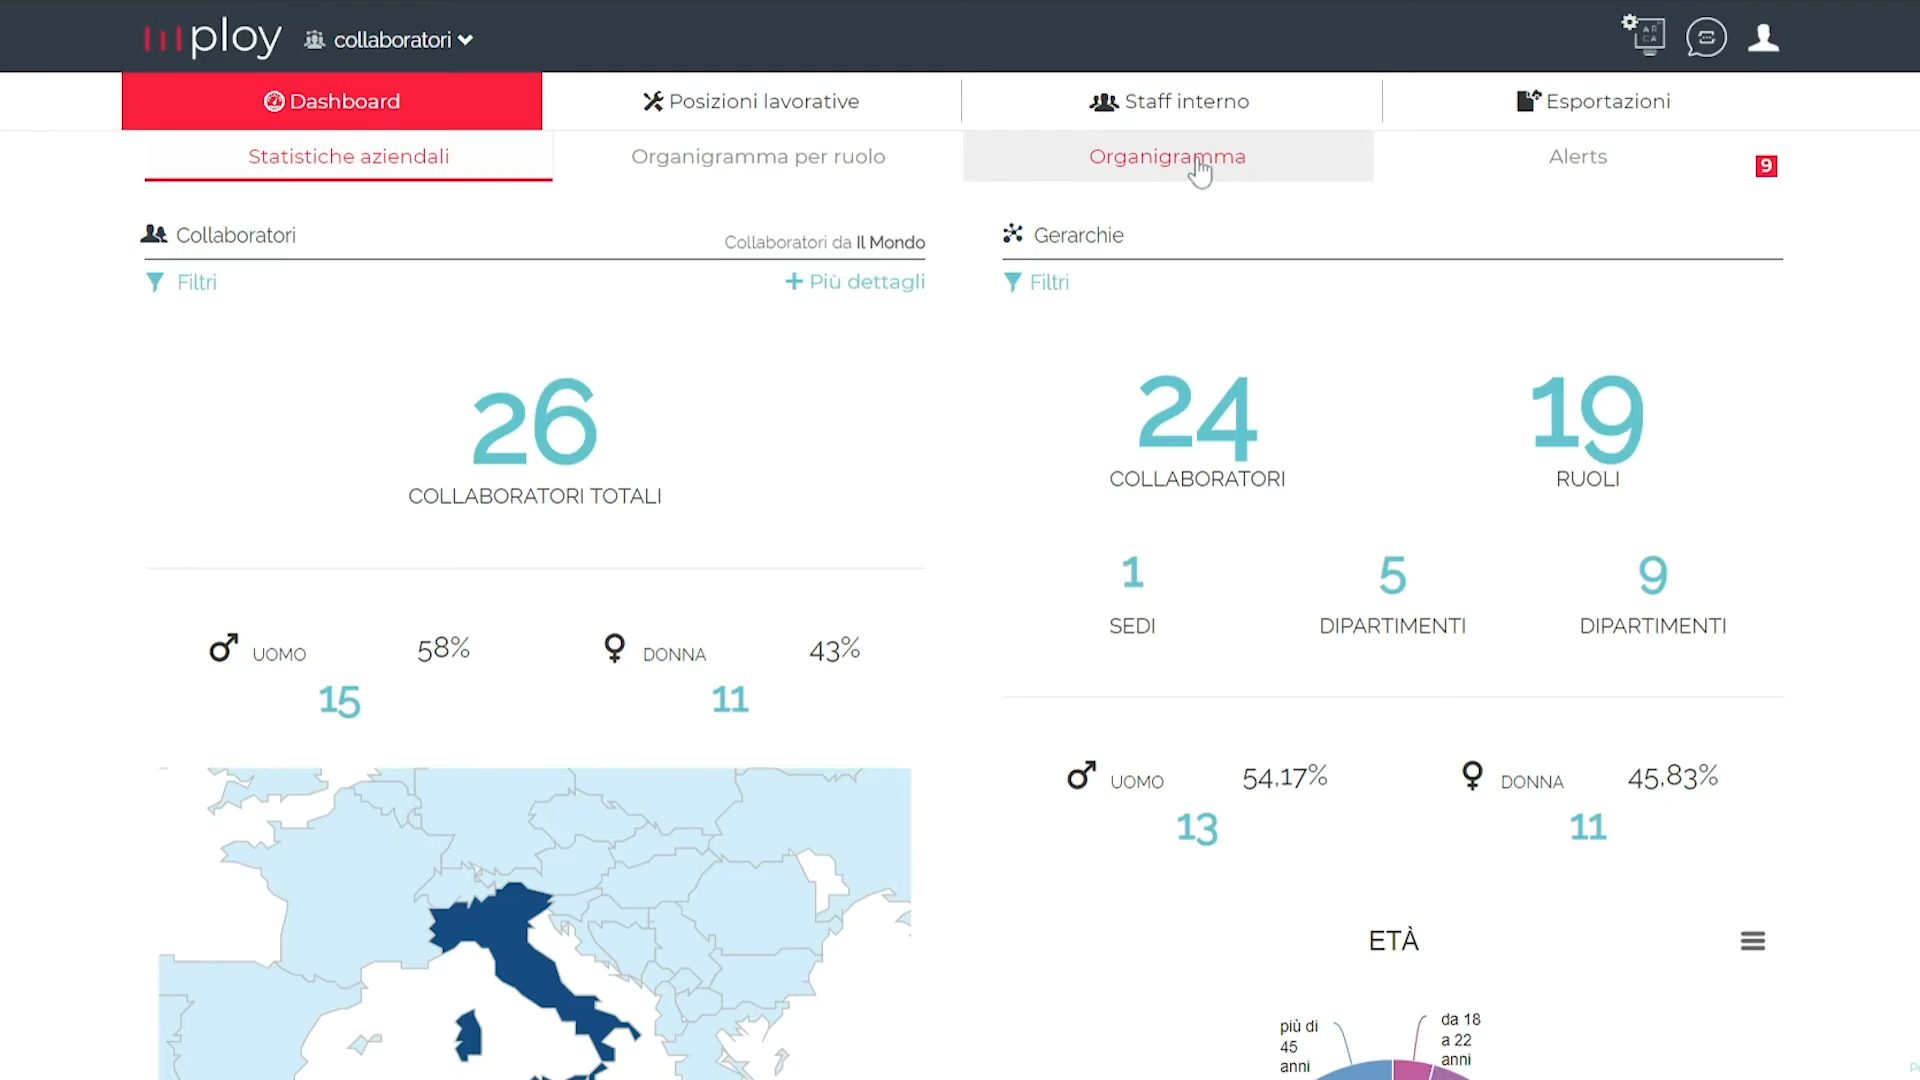 ploy collaboratori
AR
CA
Dashboard
Posizioni lavorative
Staff interno
Esportazioni
Statistiche aziendali
Organigramma per ruolo
Organigramma
Alerts
9
Collaboratori
Collaboratori da Il Mondo
Filtri
+ Più dettagli
26
COLLABORATORI TOTALI
UOMO 58%
15
DONNA 43%
11
Gerarchie
Filtri
24
COLLABORATORI
19
RUOLI
1
SEDI
5
DIPARTIMENTI
9
DIPARTIMENTI
UOMO 54,17%
13
DONNA 45,83%
11
ETÀ
più di
45
anni
da 18
a 22
anni